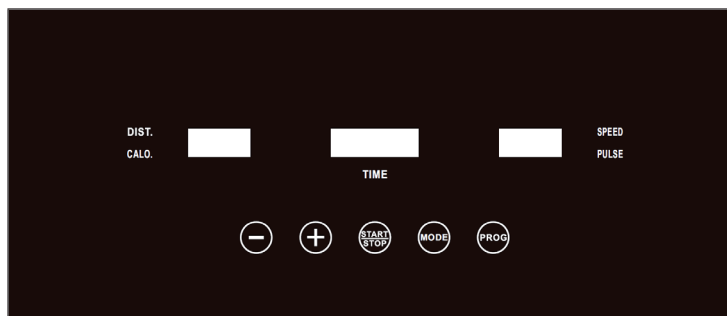 DIST.
SPEED
CALO.
PULSE
TIME
START
STOP
MODE
PROG